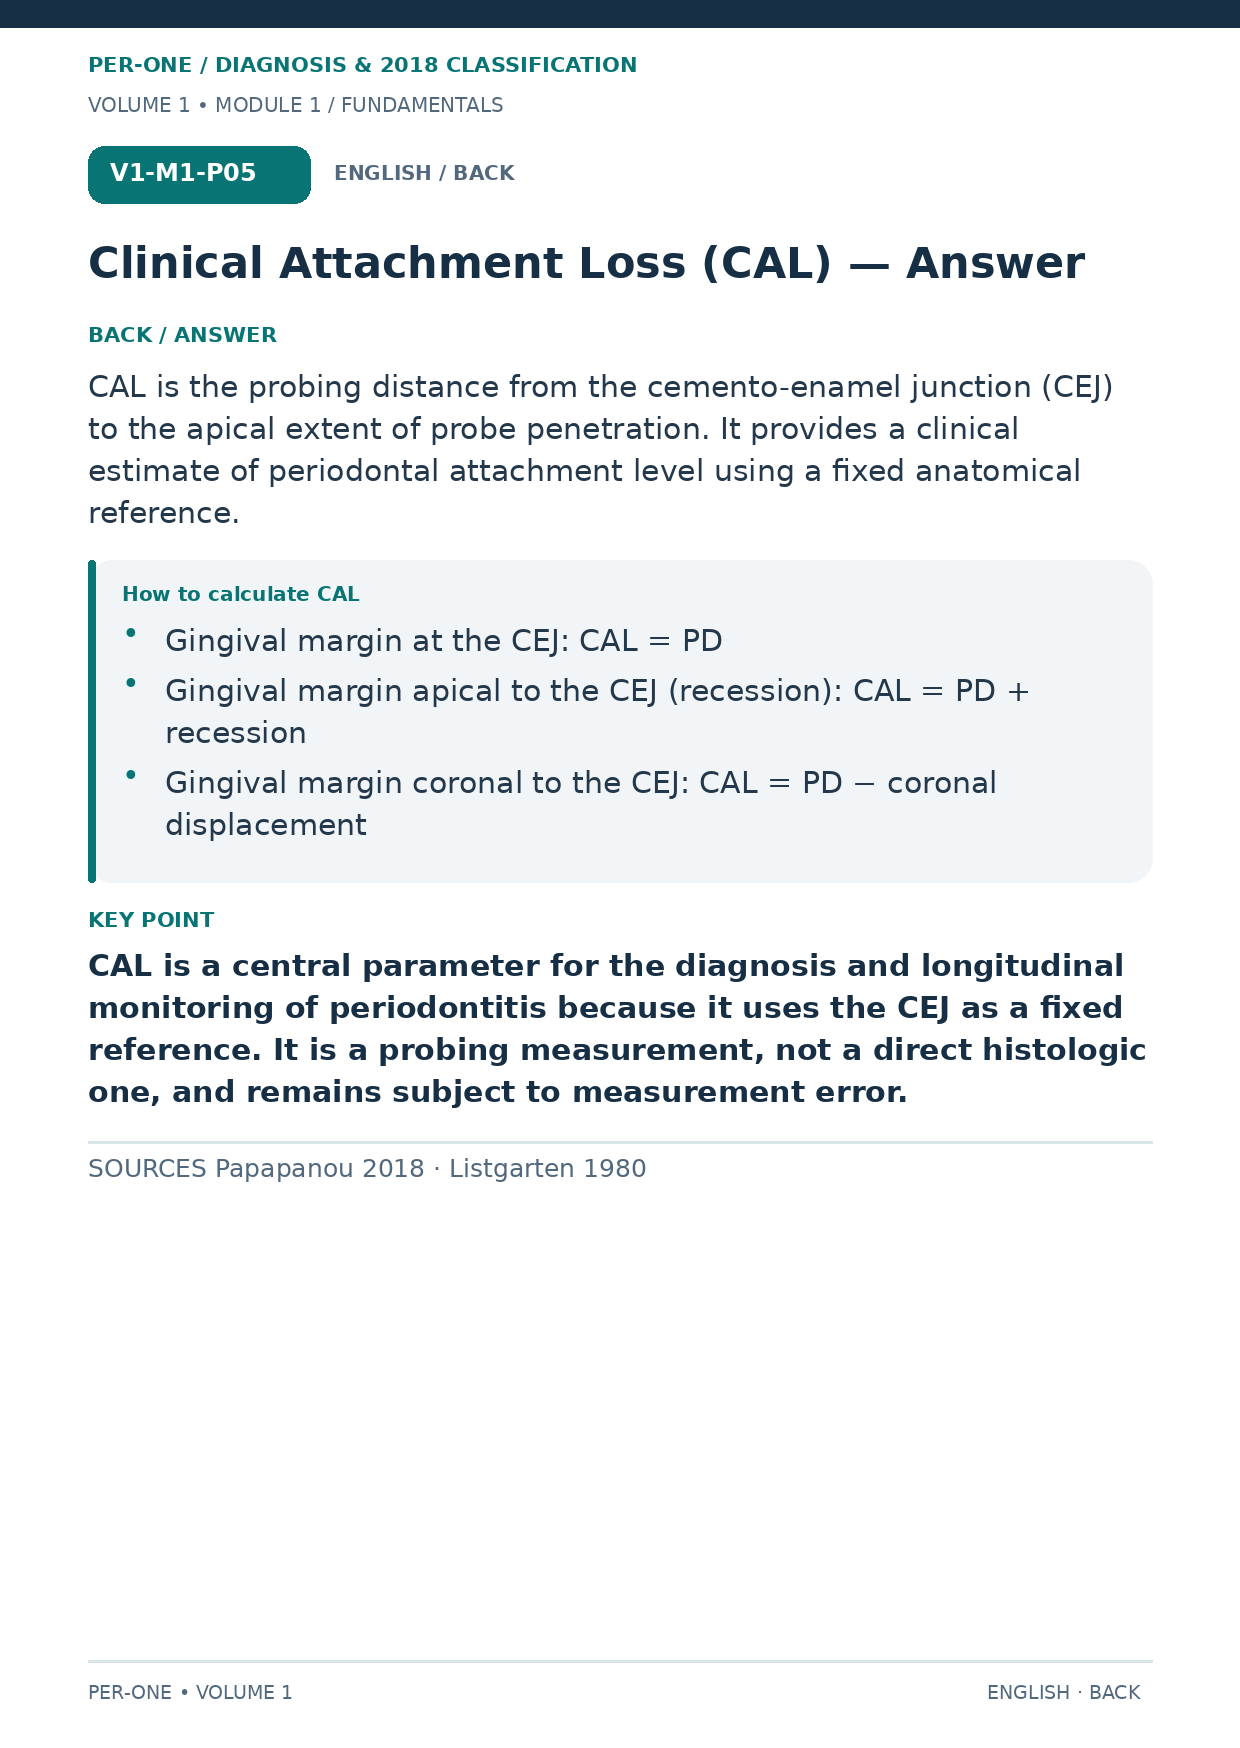 PER-ONE / DIAGNOSIS & 2018 CLASSIFICATION
VOLUME 1 • MODULE 1 / FUNDAMENTALS
V1-M1-P05
ENGLISH / BACK
Clinical Attachment Loss (CAL) — Answer
BACK / ANSWER
CAL is the probing distance from the cemento-enamel junction (CEJ)
to the apical extent of probe penetration. It provides a clinical
estimate of periodontal attachment level using a fixed anatomical
reference.
How to calculate CAL
• Gingival margin at the CEJ: CAL = PD
• Gingival margin apical to the CEJ (recession): CAL = PD +
recession
• Gingival margin coronal to the CEJ: CAL = PD − coronal
displacement
KEY POINT
CAL is a central parameter for the diagnosis and longitudinal
monitoring of periodontitis because it uses the CEJ as a fixed
reference. It is a probing measurement, not a direct histologic
one, and remains subject to measurement error.
SOURCES Papapanou 2018 · Listgarten 1980
PER-ONE • VOLUME 1
ENGLISH · BACK